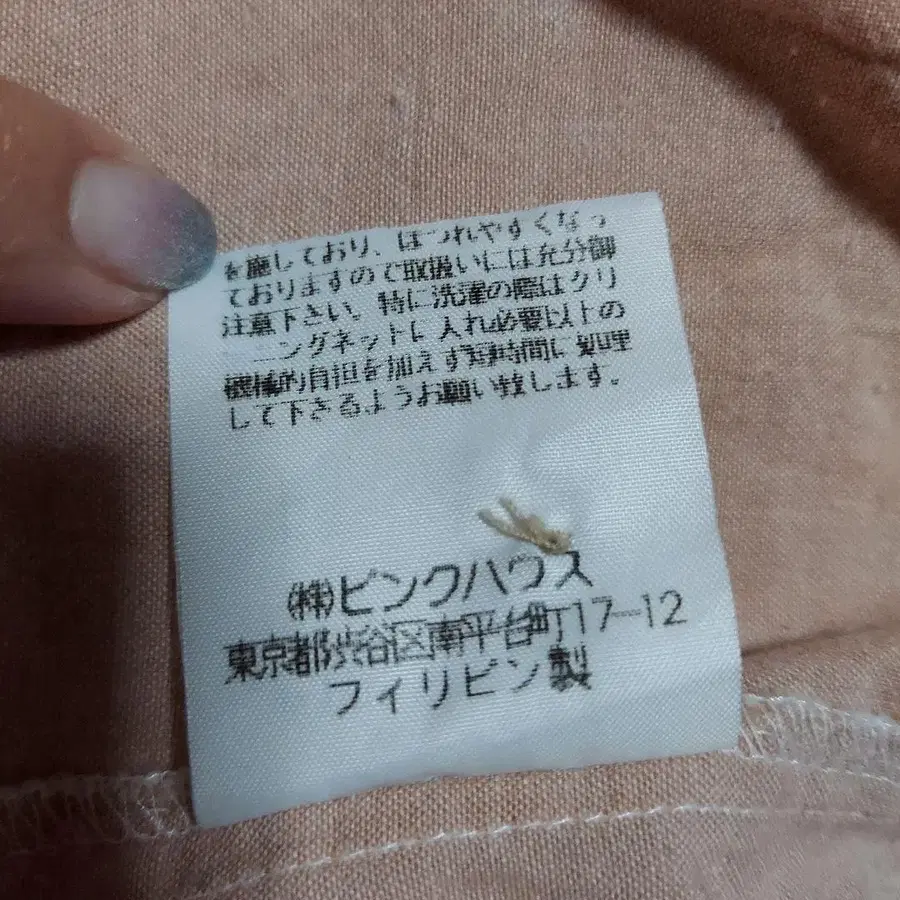 を施しており、ほつれやすくなっ
ておりますので取扱いには充分御
注意下さい。特に洗濯の際はクリ
ーニングネットに入れ必要以上の
機械的負担を加えず短時間に処理
して下さるようお願い致します。
㈱ピンクハウス
東京都渋谷区南平台町17-12
フィリピン製